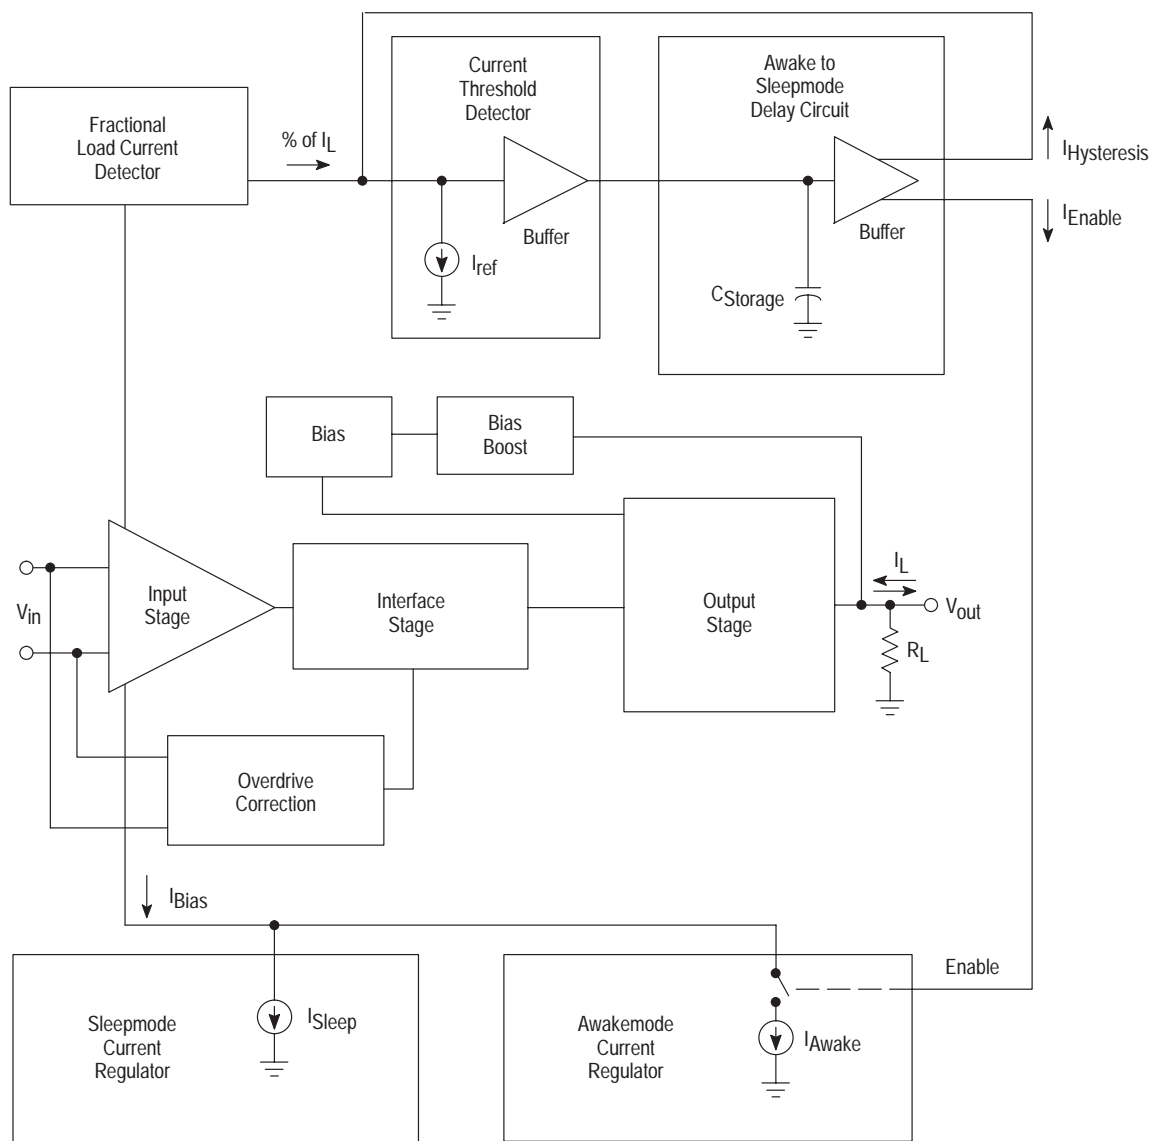 Fractional
Load Current
Detector
% of IL
Current
Threshold
Detector
Buffer
Iref
Awake to
Sleepmode
Delay Circuit
Buffer
CStorage
IHysteresis
IEnable
Bias
Bias
Boost
Vin
Input
Stage
Interface
Stage
Output
Stage
IL
Vout
RL
Overdrive
Correction
IBias
Sleepmode
Current
Regulator
ISleep
Awakemode
Current
Regulator
IAwake
Enable